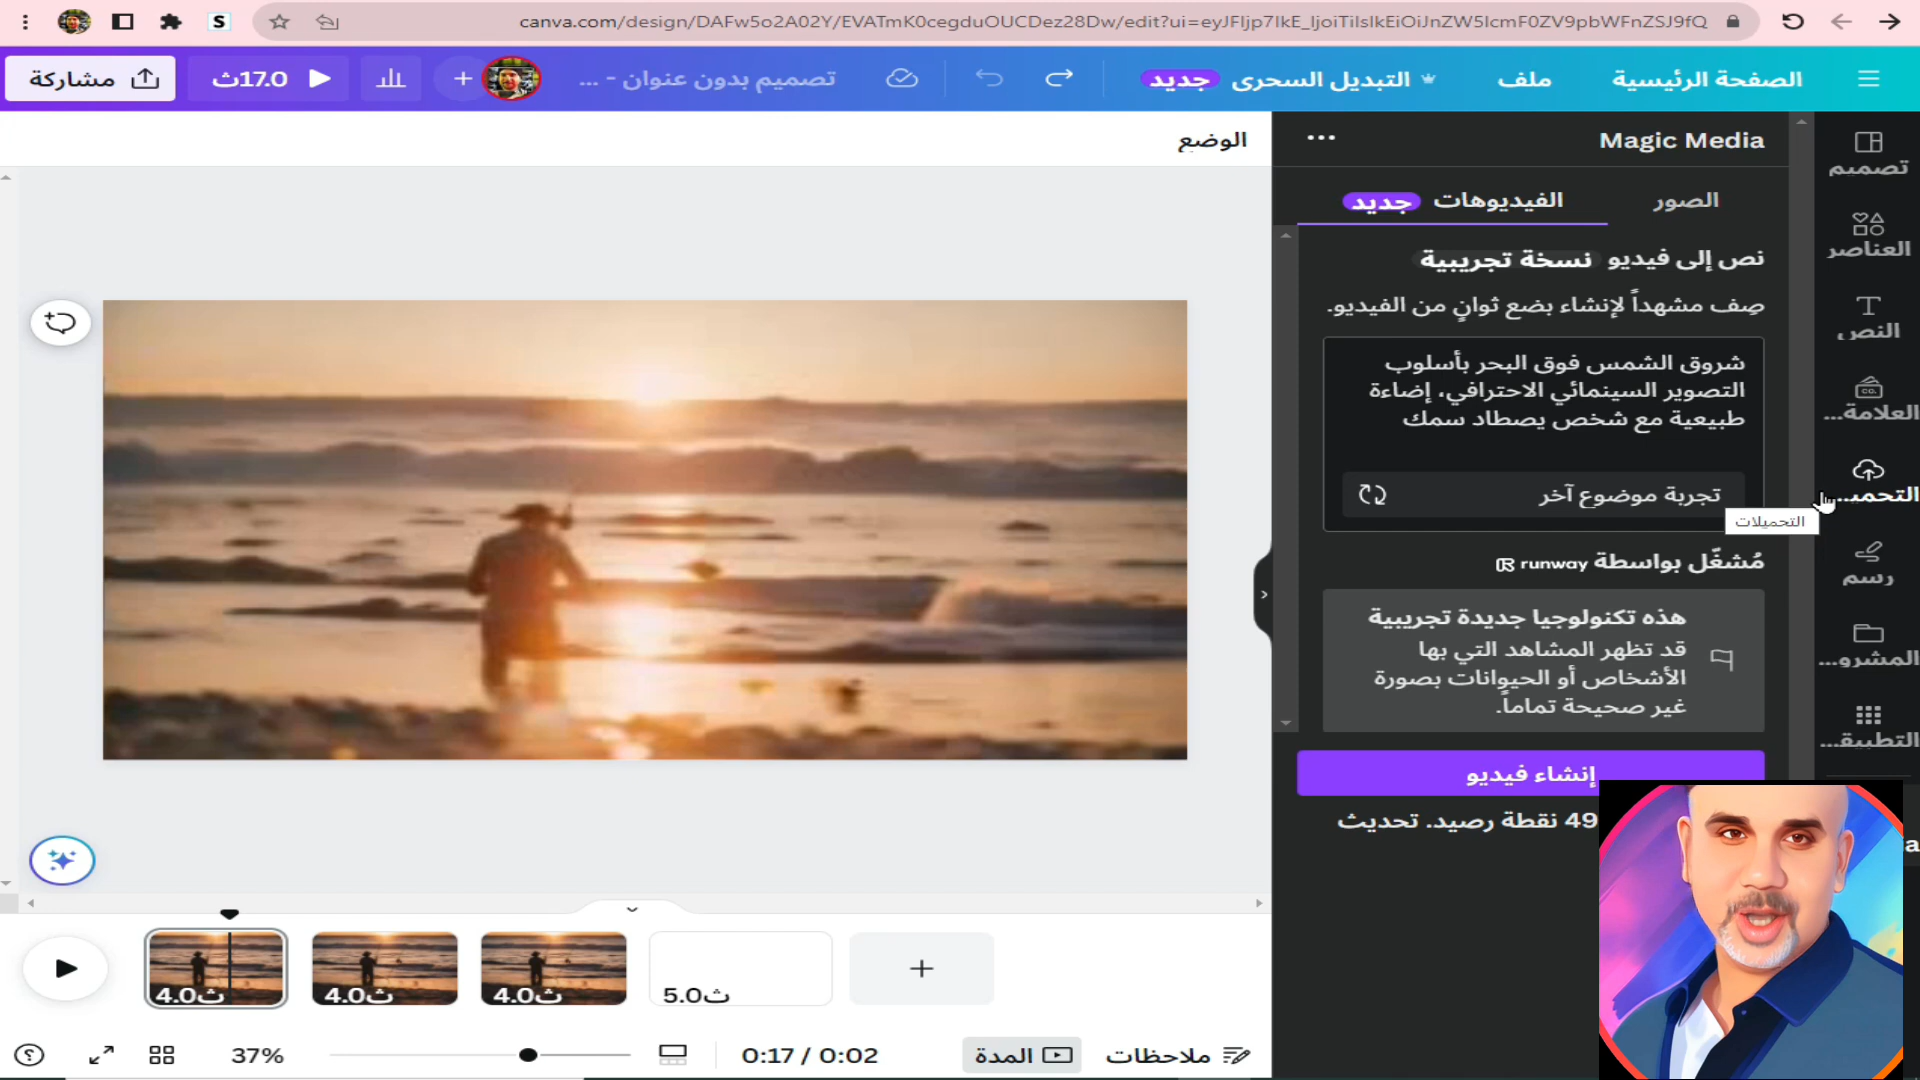 canva.com/design/DAFw5o2A02Y/EVATmK0cegduOUCDez28Dw/edit?ui=eyJFIjp7IkE_IjoiTiIsIkEiOiJnZW5lcmF0ZV9pbWFnZSJ9fQ
S
الصفحة الرئيسية
ملف
التبديل السحري جديد
تصميم بدون عنوان - ...
17.0ث
مشاركة
الوضع
Magic Media
الصور
الفيديوهات جديد
نص إلى فيديو نسخة تجريبية
صِف مشهداً لإنشاء بضع ثوانٍ من الفيديو.
شروق الشمس فوق البحر بأسلوب
التصوير السينمائي الاحترافي، إضاءة
طبيعية مع شخص يصطاد سمك
تجربة موضوع آخر
مُشغّل بواسطة runway
هذه تكنولوجيا جديدة تجريبية
قد تظهر المشاهد التي بها
الأشخاص أو الحيوانات بصورة
غير صحيحة تماماً.
إنشاء فيديو
49 نقطة رصيد. تحديث
تصميم
العناصر
النص
العلامة...
التحميـ...
التحميلات
رسم
المشرو...
التطبيق...
4.0ث
4.0ث
4.0ث
5.0ث
ملاحظات
المدة
0:17 / 0:02
37%